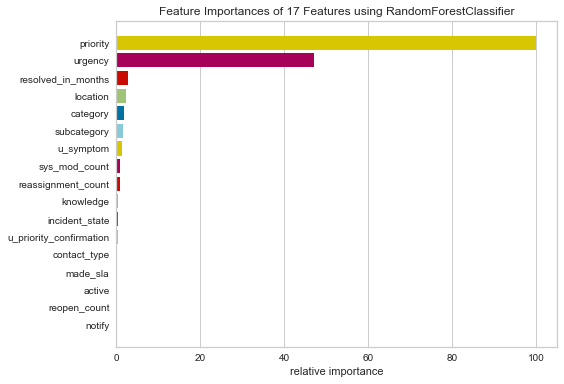 Feature Importances of 17 Features using RandomForestClassifier
priority
urgency
resolved_in_months
location
category
subcategory
u_symptom
sys_mod_count
reassignment_count
knowledge
incident_state
u_priority_confirmation
contact_type
made_sla
active
reopen_count
notify
0 20 40 60 80 100
relative importance